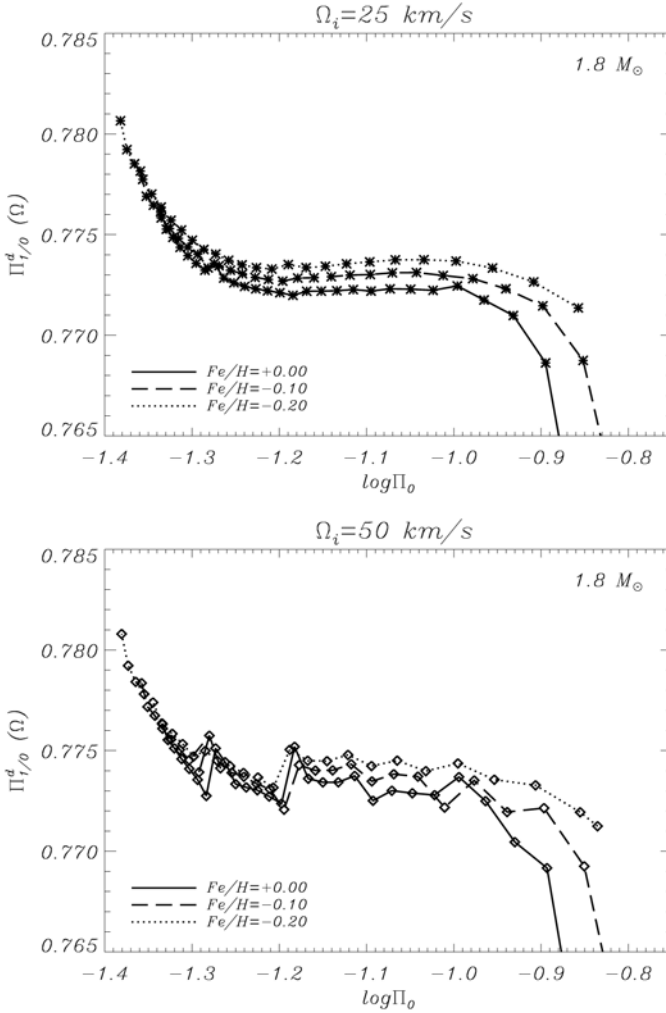 Ω_i=25 km/s
0.785
1.8 M_⊙
0.780
0.775
Π^d_{1/0} (Ω)
0.770
Fe/H=+0.00
Fe/H=−0.10
Fe/H=−0.20
0.765
−1.4 −1.3 −1.2 −1.1 −1.0 −0.9 −0.8
logΠ_0
Ω_i=50 km/s
0.785
1.8 M_⊙
0.780
0.775
Π^d_{1/0} (Ω)
0.770
Fe/H=+0.00
Fe/H=−0.10
Fe/H=−0.20
0.765
−1.4 −1.3 −1.2 −1.1 −1.0 −0.9 −0.8
logΠ_0